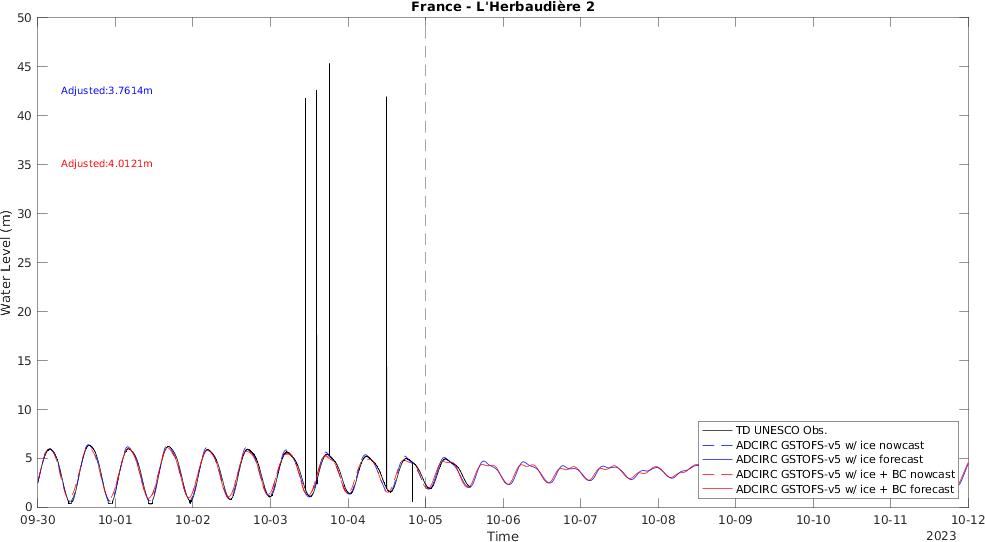 France - L'Herbaudière 2
50
45
40
35
30
25
20
15
10
5
0
Water Level (m)
Adjusted:3.7614m
Adjusted:4.0121m
TD UNESCO Obs.
ADCIRC GSTOFS-v5 w/ ice nowcast
ADCIRC GSTOFS-v5 w/ ice forecast
ADCIRC GSTOFS-v5 w/ ice + BC nowcast
ADCIRC GSTOFS-v5 w/ ice + BC forecast
09-30 10-01 10-02 10-03 10-04 10-05 10-06 10-07 10-08 10-09 10-10 10-11 10-12
Time
2023